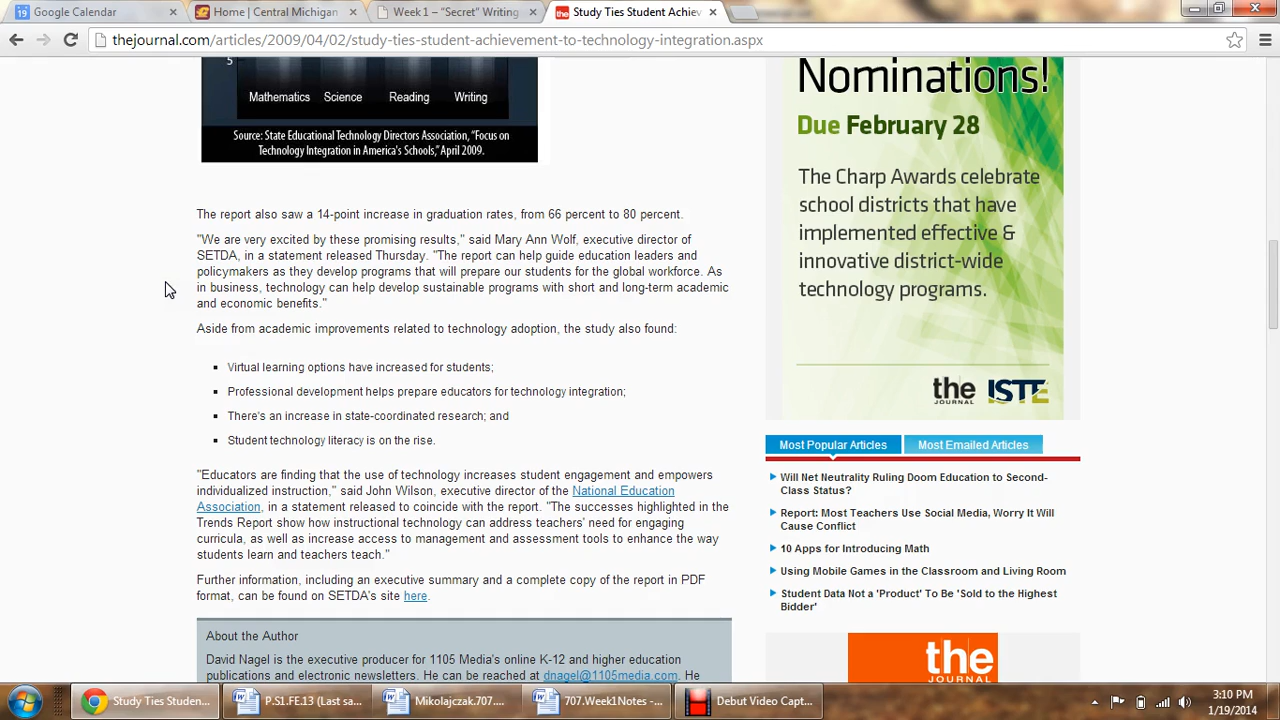 Google Calendar
Home | Central Michigan
Week 1 – “Secret” Writing
Study Ties Student Achiev
thejournal.com/articles/2009/04/02/study-ties-student-achievement-to-technology-integration.aspx
5
Mathematics Science Reading Writing
Source: State Educational Technology Directors Association, “Focus on
Technology Integration in America's Schools,” April 2009.
The report also saw a 14-point increase in graduation rates, from 66 percent to 80 percent.
"We are very excited by these promising results," said Mary Ann Wolf, executive director of
SETDA, in a statement released Thursday. "The report can help guide education leaders and
policymakers as they develop programs that will prepare our students for the global workforce. As
in business, technology can help develop sustainable programs with short and long-term academic
and economic benefits."
Aside from academic improvements related to technology adoption, the study also found:
Virtual learning options have increased for students;
Professional development helps prepare educators for technology integration;
There's an increase in state-coordinated research; and
Student technology literacy is on the rise.
"Educators are finding that the use of technology increases student engagement and empowers
individualized instruction," said John Wilson, executive director of the National Education
Association, in a statement released to coincide with the report. "The successes highlighted in the
Trends Report show how instructional technology can address teachers' need for engaging
curricula, as well as increase access to management and assessment tools to enhance the way
students learn and teachers teach."
Further information, including an executive summary and a complete copy of the report in PDF
format, can be found on SETDA's site here.
About the Author
David Nagel is the executive producer for 1105 Media's online K-12 and higher education
publications and electronic newsletters. He can be reached at dnagel@1105media.com. He
Nominations!
Due February 28
The Charp Awards celebrate
school districts that have
implemented effective &
innovative district-wide
technology programs.
the JOURNAL ISTE
Most Popular Articles
Most Emailed Articles
Will Net Neutrality Ruling Doom Education to Second-
Class Status?
Report: Most Teachers Use Social Media, Worry It Will
Cause Conflict
10 Apps for Introducing Math
Using Mobile Games in the Classroom and Living Room
Student Data Not a 'Product' To Be 'Sold to the Highest
Bidder'
the
JOURNAL
Study Ties Studen...
P.S1.FE.13 (Last sa...
Mikolajczak.707....
707.Week1Notes -...
Debut Video Capt...
3:10 PM
1/19/2014